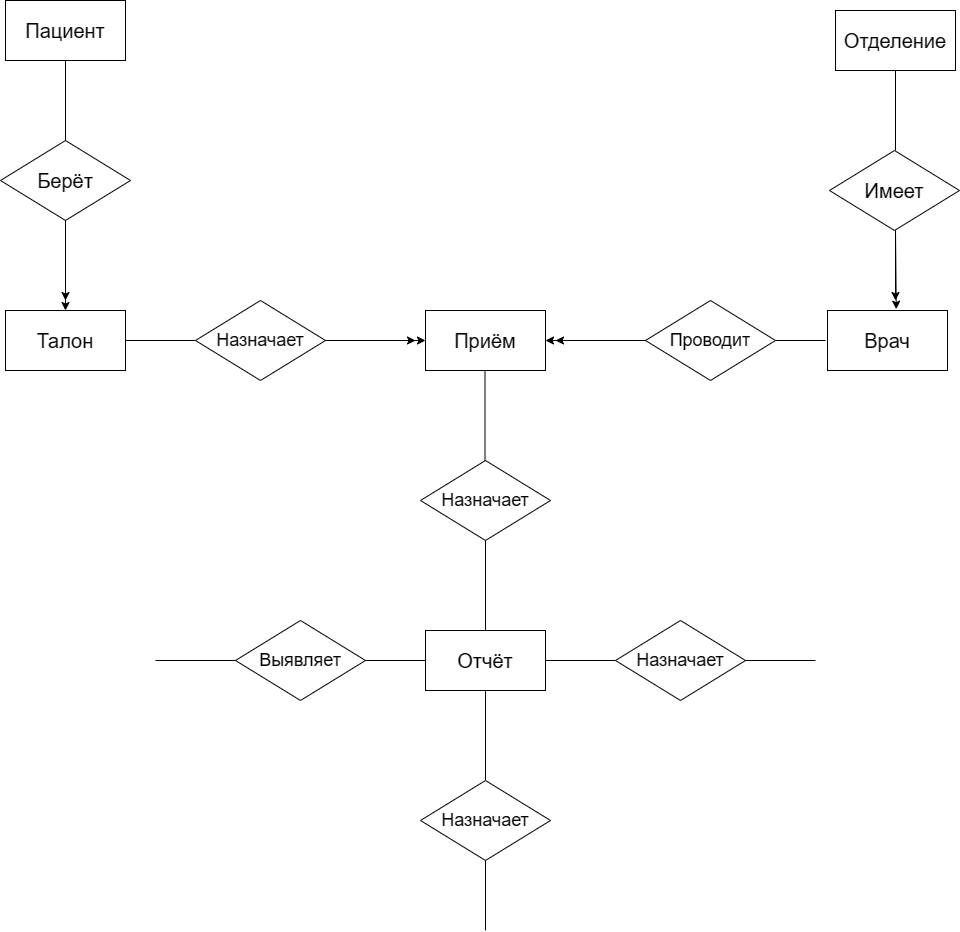 Пациент
Отделение
Берёт
Имеет
Талон
Назначает
Приём
Проводит
Врач
Назначает
Выявляет
Отчёт
Назначает
Назначает